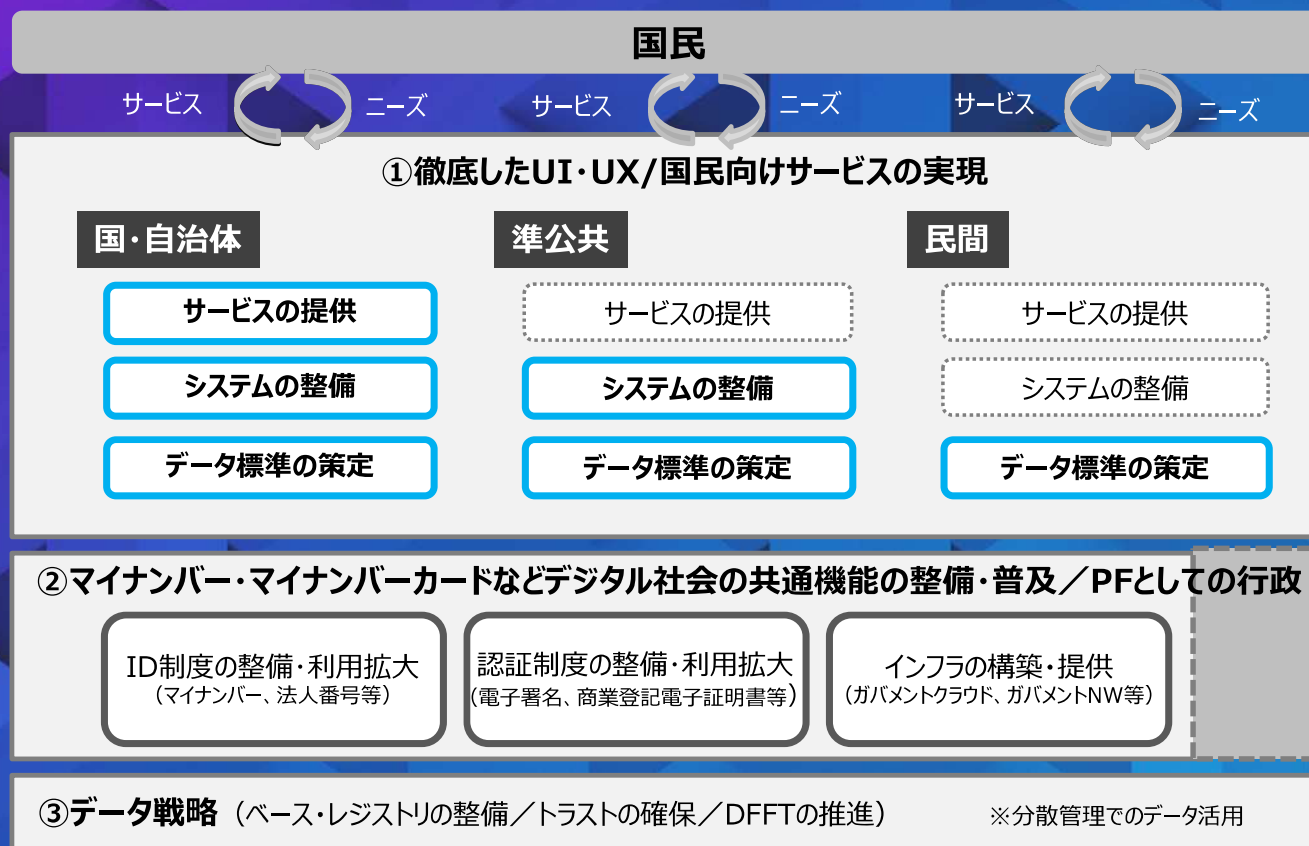 国民
サービス ニーズ サービス ニーズ サービス ニーズ
①徹底したUI・UX/国民向けサービスの実現
国・自治体
サービスの提供
システムの整備
データ標準の策定
準公共
サービスの提供
システムの整備
データ標準の策定
民間
サービスの提供
システムの整備
データ標準の策定
②マイナンバー・マイナンバーカードなどデジタル社会の共通機能の整備・普及／PFとしての行政
ID制度の整備・利用拡大
（マイナンバー、法人番号等）
認証制度の整備・利用拡大
（電子署名、商業登記電子証明書等）
インフラの構築・提供
（ガバメントクラウド、ガバメントNW等）
③データ戦略（ベース・レジストリの整備／トラストの確保／DFFTの推進） ※分散管理でのデータ活用